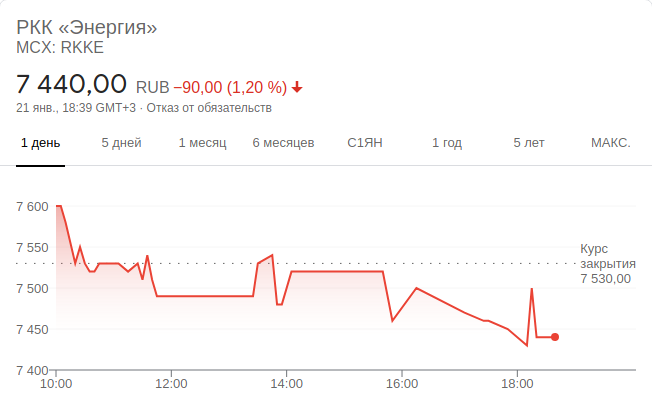 РКК «Энергия»
MCX: RKKE
7 440,00 RUB −90,00 (1,20 %)
21 янв., 18:39 GMT+3 · Отказ от обязательств
1 день 5 дней 1 месяц 6 месяцев С1ЯН 1 год 5 лет МАКС.
7 600
7 550
7 500
7 450
7 400
Курс
закрытия
7 530,00
10:00 12:00 14:00 16:00 18:00